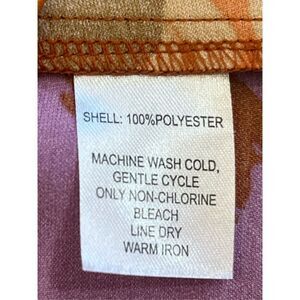 SHELL: 100%POLYESTER
MACHINE WASH COLD,
GENTLE CYCLE
ONLY NON-CHLORINE
BLEACH
LINE DRY
WARM IRON